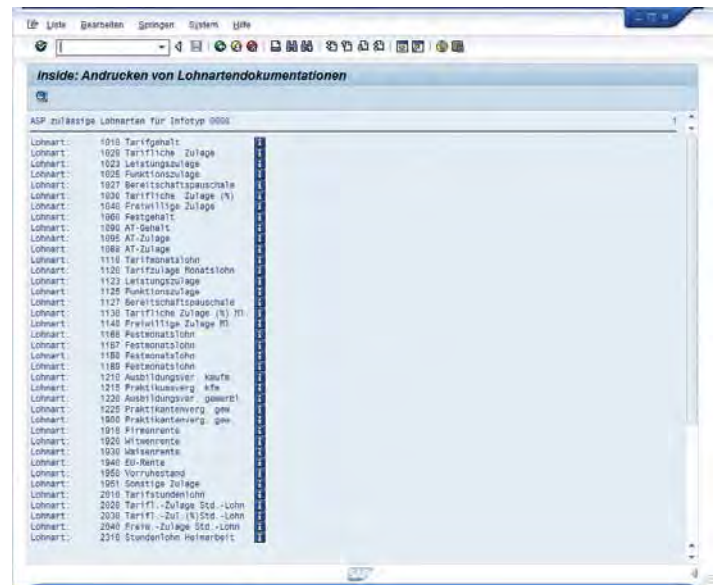 Liste Bearbeiten Springen System Hilfe
Inside: Andrucken von Lohnartendokumentationen
ASP zulässige Lohnarten für Infotyp 0008 1
Lohnart: 1010 Tarifgehalt
Lohnart: 1020 Tarifliche Zulage
Lohnart: 1023 Leistungszulage
Lohnart: 1025 Funktionszulage
Lohnart: 1027 Bereitschaftspauschale
Lohnart: 1030 Tarifliche Zulage (%)
Lohnart: 1040 Freiwillige Zulage
Lohnart: 1060 Festgehalt
Lohnart: 1090 AT-Gehalt
Lohnart: 1095 AT-Zulage
Lohnart: AT-Zulage
Lohnart: 1110 Tarifmonatslohn
Lohnart: 1120 Tarifzulage Monatslohn
Lohnart: 1123 Leistungszulage
Lohnart: 1125 Funktionszulage
Lohnart: 1127 Bereitschaftspauschale
Lohnart: 1130 Tarifliche Zulage (%) Ml
Lohnart: 1140 Freiwillige Zulage Ml
Lohnart: Festmonatslohn
Lohnart: 1187 Festmonatslohn
Lohnart: Festmonatslohn
Lohnart: 1189 Festmonatslohn
Lohnart: 1210 Ausbildungsver. kaufm
Lohnart: 1215 Praktikumsverg. kfm
Lohnart: 1220 Ausbildungsver. gewerbl
Lohnart: 1225 Praktikantenverg. gew
Lohnart: 1900 Praktikantenverg. gew
Lohnart: 1910 Firmenrente
Lohnart: 1920 Witwenrente
Lohnart: 1930 Waisenrente
Lohnart: 1940 EU-Rente
Lohnart: 1950 Vorruhestand
Lohnart: 1951 Sonstige Zulage
Lohnart: 2010 Tarifstundenlohn
Lohnart: 2020 Tarifl.-Zulage Std.-Lohn
Lohnart: 2030 Tarifl.-Zul.(%)Std.-Lohn
Lohnart: 2040 Freiw.-Zulage Std.-Lohn
Lohnart: 2310 Stundenlohn Heimarbeit
SAP